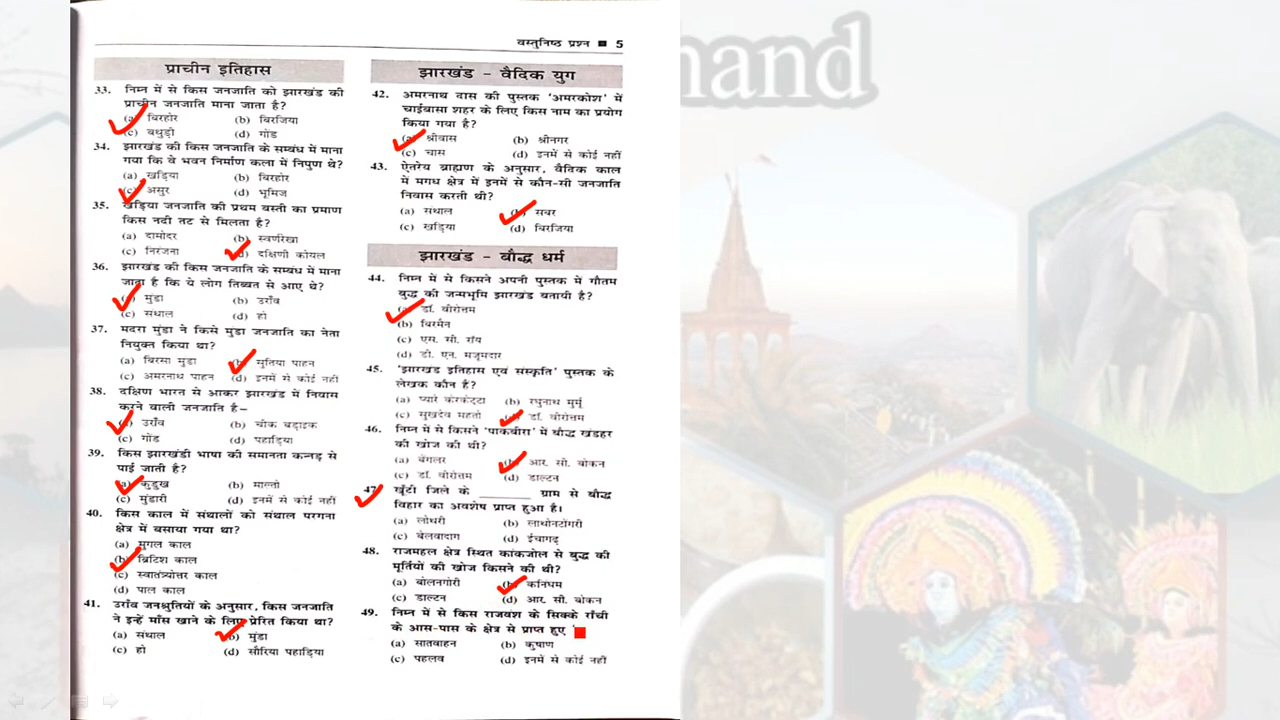 hand
वस्तुनिष्ठ प्रश्न ■ 5
प्राचीन इतिहास
33. निम्न में से किस जनजाति को झारखंड की
प्राचीन जनजाति माना जाता है?
(a) बिरहोर (b) बिरजिया
(c) बथुड़ी (d) गोंड
34. झारखंड की किस जनजाति के सम्बंध में माना
गया कि वे भवन निर्माण कला में निपुण थे?
(a) खड़िया (b) बिरहोर
(c) असुर (d) भूमिज
35. खड़िया जनजाति की प्रथम बस्ती का प्रमाण
किस नदी तट से मिलता है?
(a) दामोदर (b) स्वर्णरेखा
(c) निरंजना (d) दक्षिणी कोयल
36. झारखंड की किस जनजाति के सम्बंध में माना
जाता है कि ये लोग तिब्बत से आए थे?
(a) मुंडा (b) उराँव
(c) संथाल (d) हो
37. मदरा मुंडा ने किसे मुंडा जनजाति का नेता
नियुक्त किया था?
(a) बिरसा मुंडा (b) सुतिया पाहन
(c) अमरनाथ पाहन (d) इनमें से कोई नहीं
38. दक्षिण भारत से आकर झारखंड में निवास
करने वाली जनजाति है–
(a) उराँव (b) चीक बड़ाइक
(c) गोंड (d) पहाड़िया
39. किस झारखंडी भाषा की समानता कन्नड़ से
पाई जाती है?
(a) कुड़ुख (b) माल्तो
(c) मुंडारी (d) इनमें से कोई नहीं
40. किस काल में संथालों को संथाल परगना
क्षेत्र में बसाया गया था?
(a) मुगल काल
(b) ब्रिटिश काल
(c) स्वातंत्र्योत्तर काल
(d) पाल काल
41. उराँव जनश्रुतियों के अनुसार, किस जनजाति
ने इन्हें माँस खाने के लिए प्रेरित किया था?
(a) संथाल (b) मुंडा
(c) हो (d) सौरिया पहाड़िया
झारखंड – वैदिक युग
42. अमरनाथ दास की पुस्तक 'अमरकोश' में
चाईबासा शहर के लिए किस नाम का प्रयोग
किया गया है?
(a) श्रीवास (b) श्रीनगर
(c) चास (d) इनमें से कोई नहीं
43. ऐतरेय ब्राह्मण के अनुसार, वैदिक काल
में मगध क्षेत्र में इनमें से कौन-सी जनजाति
निवास करती थी?
(a) संथाल (b) सबर
(c) खड़िया (d) बिरजिया
झारखंड – बौद्ध धर्म
44. निम्न में से किसने अपनी पुस्तक में गौतम
बुद्ध की जन्मभूमि झारखंड बतायी है?
(a) डॉ. वीरोत्तम
(b) बिरमैन
(c) एस. सी. रॉय
(d) डी. एन. मजूमदार
45. 'झारखंड इतिहास एवं संस्कृति' पुस्तक के
लेखक कौन है?
(a) प्यारे केरकेट्टा (b) रघुनाथ मुर्मू
(c) सुखदेव महतो (d) डॉ. वीरोत्तम
46. निम्न में से किसने 'पाकबीरा' में बौद्ध खंडहर
की खोज की थी?
(a) बेंगलर (b) आर. सी. बोकन
(c) डॉ. वीरोत्तम (d) डाल्टन
47. खूँटी जिले के ________ ग्राम से बौद्ध
विहार का अवशेष प्राप्त हुआ है।
(a) लोधरी (b) लाथोनटोंगरी
(c) बेलवादाग (d) ईचागढ़
48. राजमहल क्षेत्र स्थित कांकजोल से बुद्ध की
मूर्तियों की खोज किसने की थी?
(a) बोलनगोरी (b) कनिंघम
(c) डाल्टन (d) आर. सी. बोकन
49. निम्न में से किस राजवंश के सिक्के राँची
के आस-पास के क्षेत्र से प्राप्त हुए
(a) सातवाहन (b) कुषाण
(c) पहलव (d) इनमें से कोई नहीं